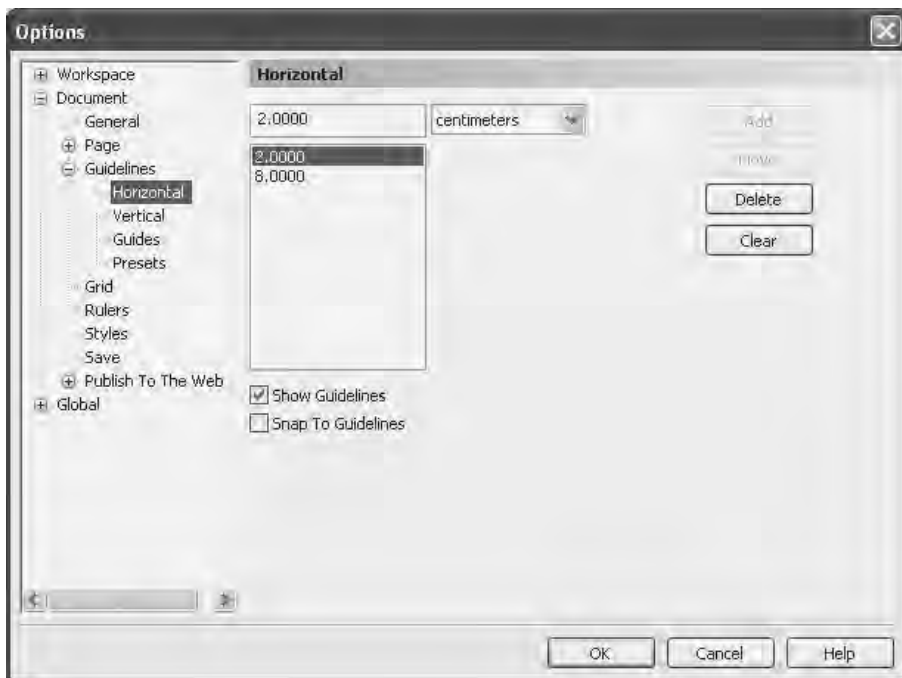 Options
Workspace
Document
General
Page
Guidelines
Horizontal
Vertical
Guides
Presets
Grid
Rulers
Styles
Save
Publish To The Web
Global
Horizontal
2.0000 centimeters
2.0000
8.0000
Show Guidelines
Snap To Guidelines
Add
Move
Delete
Clear
OK Cancel Help